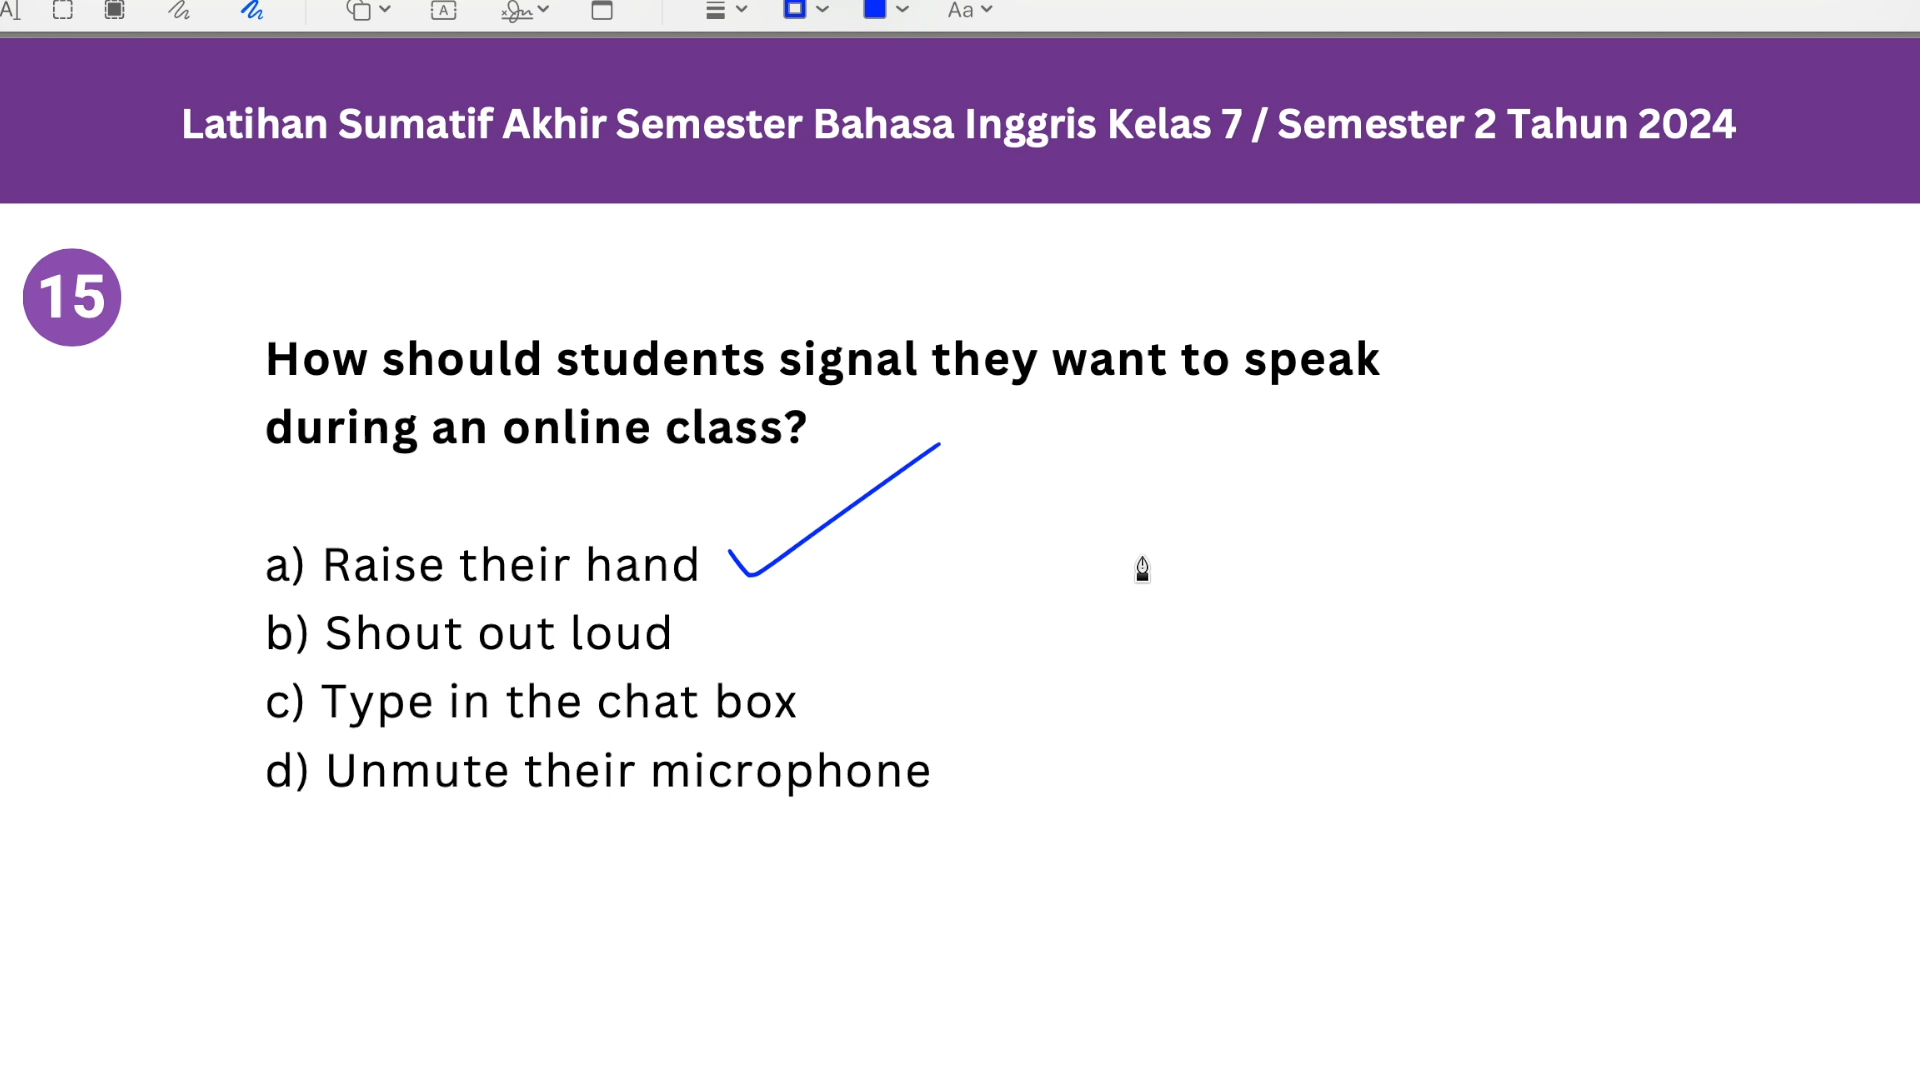 Latihan Sumatif Akhir Semester Bahasa Inggris Kelas 7 / Semester 2 Tahun 2024
15
How should students signal they want to speak
during an online class?
a) Raise their hand
b) Shout out loud
c) Type in the chat box
d) Unmute their microphone